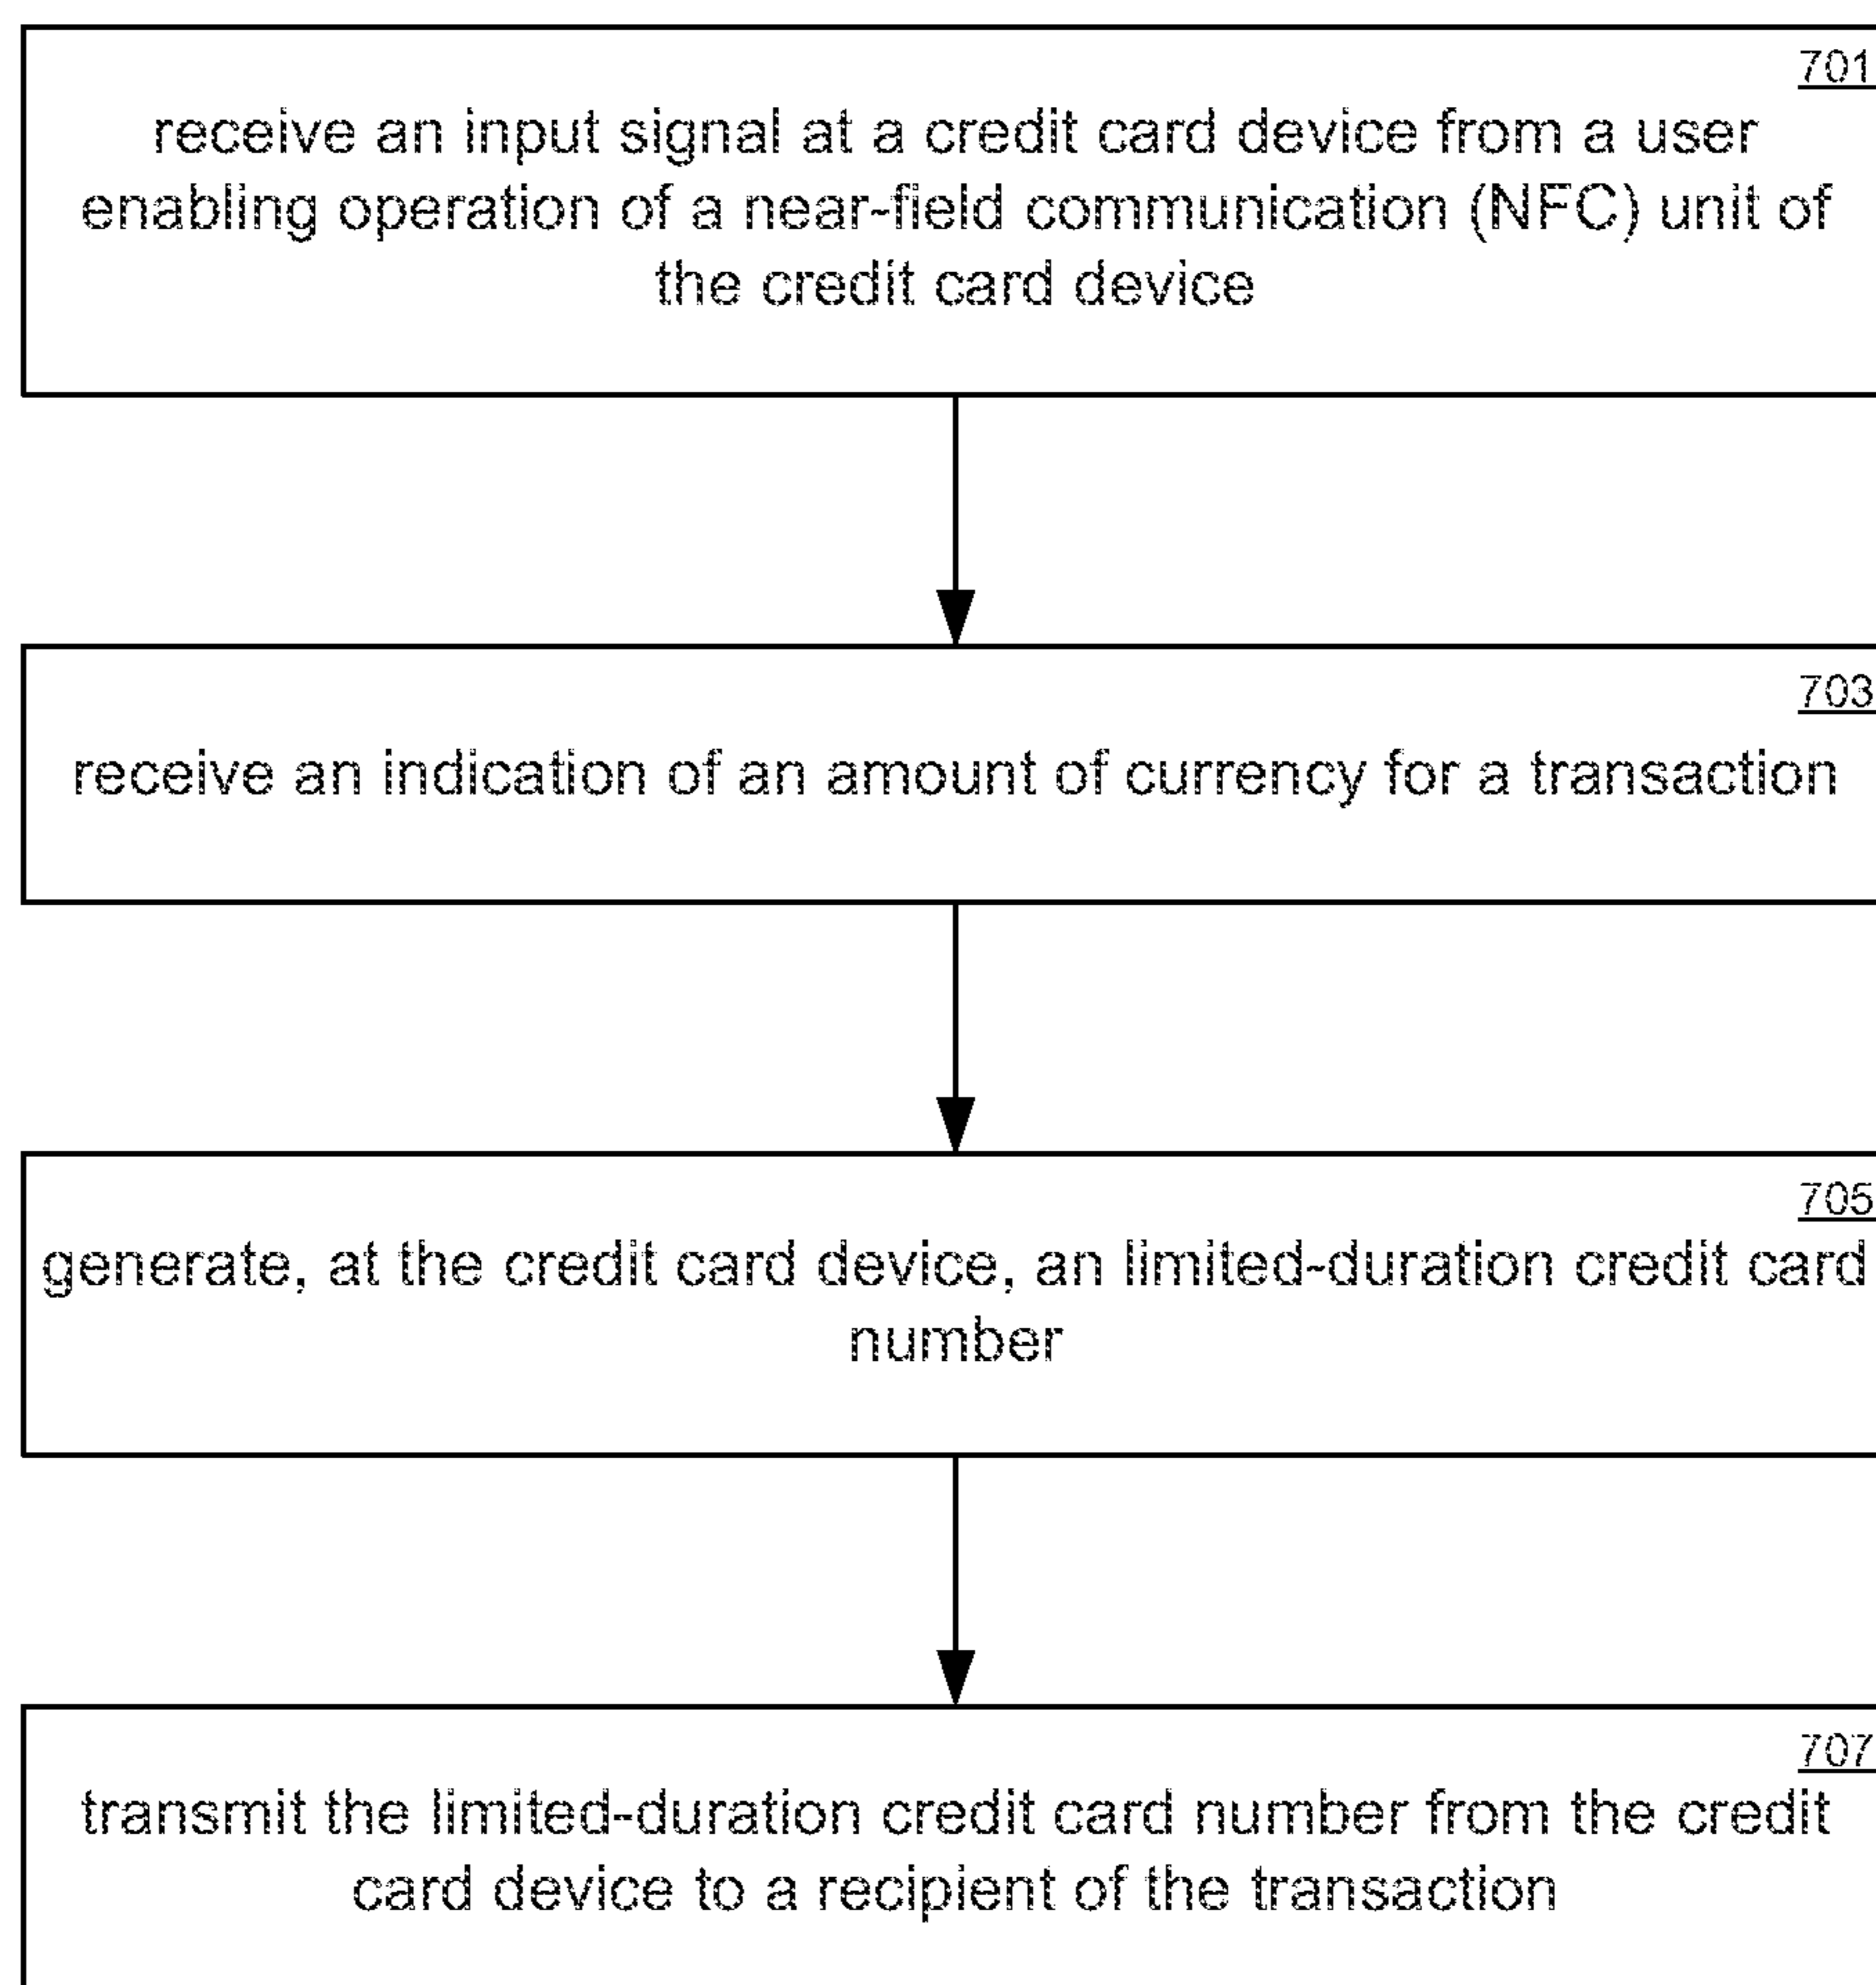 701
receive an input signal at a credit card device from a user
enabling operation of a near-field communication (NFC) unit of
the credit card device
703
receive an indication of an amount of currency for a transaction
705
generate, at the credit card device, an limited-duration credit card
number
707
transmit the limited-duration credit card number from the credit
card device to a recipient of the transaction